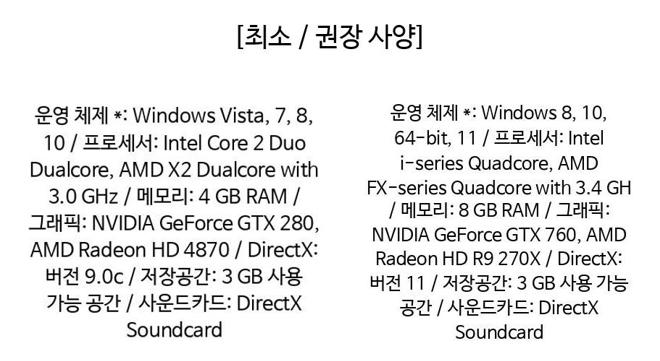 [최소 / 권장 사양]
운영 체제 *: Windows Vista, 7, 8,
10 / 프로세서: Intel Core 2 Duo
Dualcore, AMD X2 Dualcore with
3.0 GHz / 메모리: 4 GB RAM /
그래픽: NVIDIA GeForce GTX 280,
AMD Radeon HD 4870 / DirectX:
버전 9.0c / 저장공간: 3 GB 사용
가능 공간 / 사운드카드: DirectX
Soundcard
운영 체제 *: Windows 8, 10,
64-bit, 11 / 프로세서: Intel
i-series Quadcore, AMD
FX-series Quadcore with 3.4 GH
/ 메모리: 8 GB RAM / 그래픽:
NVIDIA GeForce GTX 760, AMD
Radeon HD R9 270X / DirectX:
버전 11 / 저장공간: 3 GB 사용 가능
공간 / 사운드카드: DirectX
Soundcard